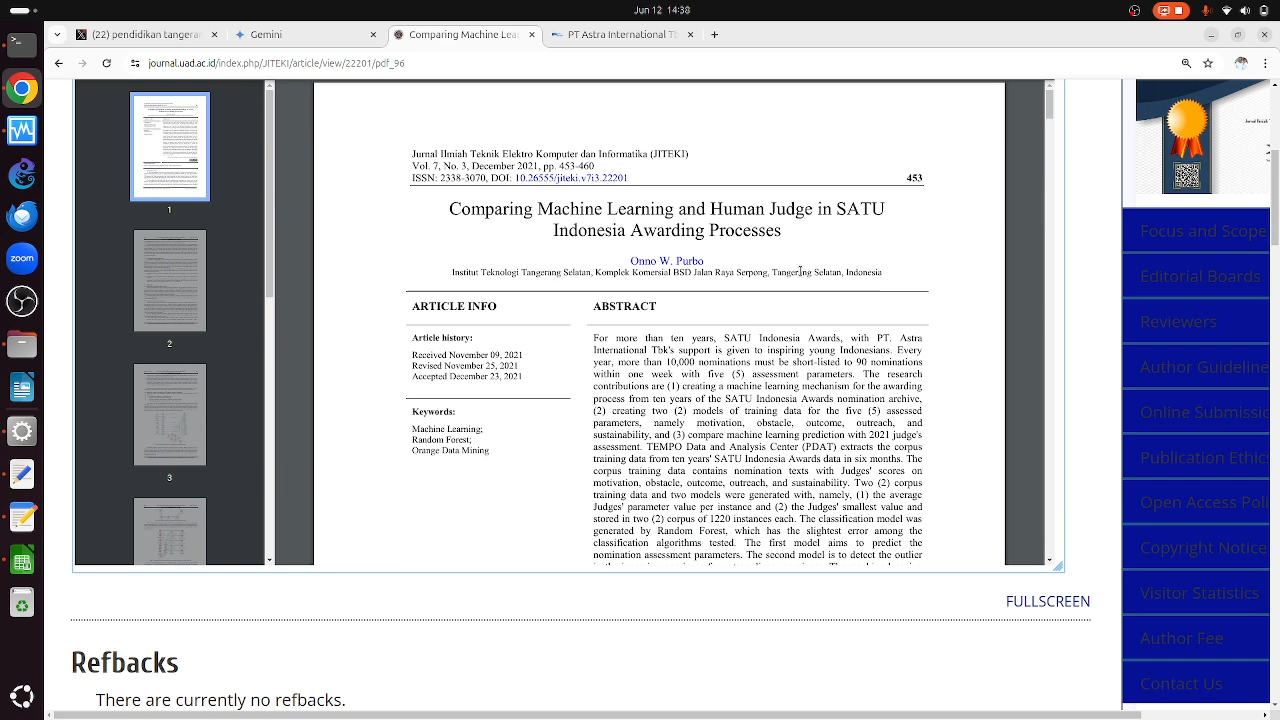 Jun 12 14:38
(22) pendidikan tangeran
Gemini
Comparing Machine Lea
PT Astra International Tb
journal.uad.ac.id/index.php/JITEKI/article/view/22201/pdf_96
1
2
3
Jurnal Ilmiah Teknik Elektro Komputer dan Informatika (JITEKI)
Vol. 7, No. 3, December 2021, pp. 453-460
ISSN: 2338-3070, DOI: 10.26555/jiteki.v7i3.22201
453
Comparing Machine Learning and Human Judge in SATU
Indonesia Awarding Processes
Onno W. Purbo
Institut Teknologi Tangerang Selatan, Komplek Komersial BSD Jalan Raya Serpong, Tangerang Selatan, Indonesia
ARTICLE INFO
Article history:
Received November 09, 2021
Revised November 25, 2021
Accepted December 23, 2021
Keywords:
Machine Learning;
Random Forest;
Orange Data Mining
ABSTRACT
For more than ten years, SATU Indonesia Awards, with PT. Astra
International Tbk's support is given to inspiring young Indonesians. Every
year, more than 10,000 nominations must be short-listed to 90 nominations
within one week with five (5) assessment parameters. The research
contributions are (1) creating a machine learning mechanism for the awarding
process from ten years of the SATU Indonesia Awards nomination archive,
(2) creating two (2) models of training data for the five (5) assessed
parameters, namely motivation, obstacle, outcome, outreach, and
sustainability, and (3) compare machine learning prediction with 2021 judge's
assessment. TEMPO Data and Analysis Center (PDAT) extracts the corpus
training data from ten years' SATU Indonesia Awards data in six months. The
corpus training data contains nomination texts with Judges' scores on
motivation, obstacle, outcome, outreach, and sustainability. Two (2) corpus
training data and two models were generated with, namely, (1) the average
Judges' parameter value per instance and (2) the Judges' smallest value and
stored in two (2) corpus of 1220 instances each. The classification model was
generated by Random Forest, which has the slightest error among the
classification algorithms tested. The first model aims to predict the
nomination assessment parameters. The second model is to detect the outlier
FULLSCREEN
Refbacks
There are currently no refbacks.
zoom
Focus and Scope
Editorial Boards
Reviewers
Author Guideline
Online Submissio
Publication Ethics
Open Access Poli
Copyright Notice
Visitor Statistics
Author Fee
Contact Us